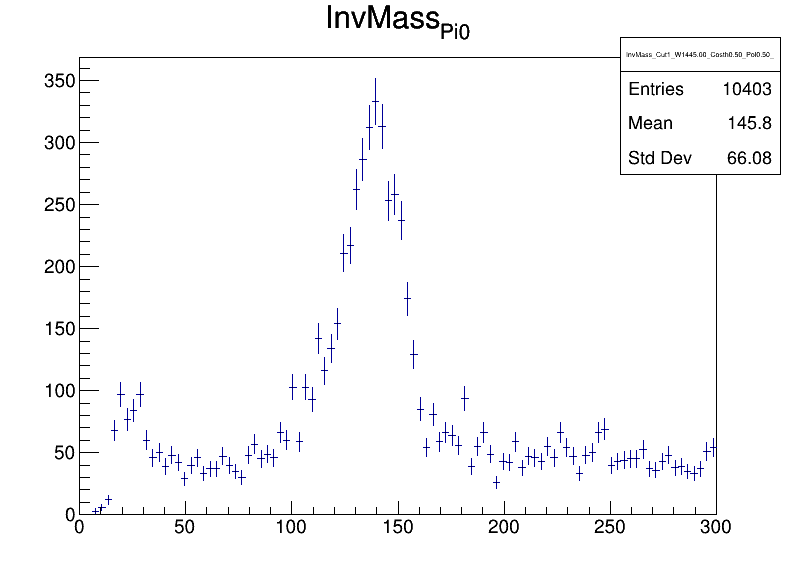 InvMass_Pi0
InvMass_Cut1_W1445.00_Costh0.50_Pol0.50_
Entries 10403
Mean 145.8
Std Dev 66.08
350
300
250
200
150
100
50
0
0 50 100 150 200 250 300